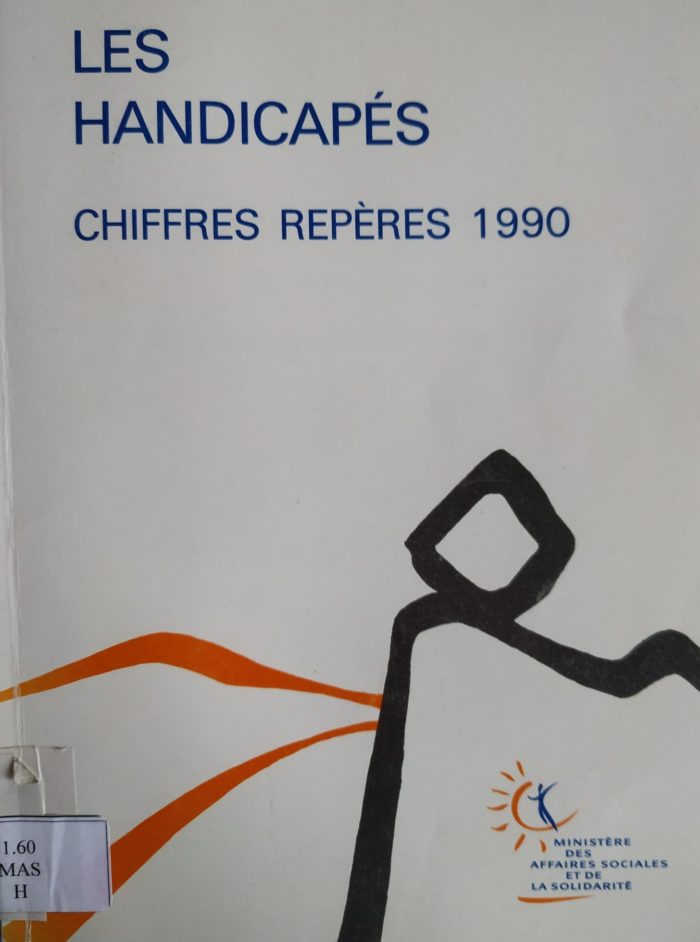 LES
HANDICAPÉS
CHIFFRES REPÈRES 1990
MINISTÈRE
DES
AFFAIRES SOCIALES
ET DE
LA SOLIDARITÉ
1.60
MAS
H